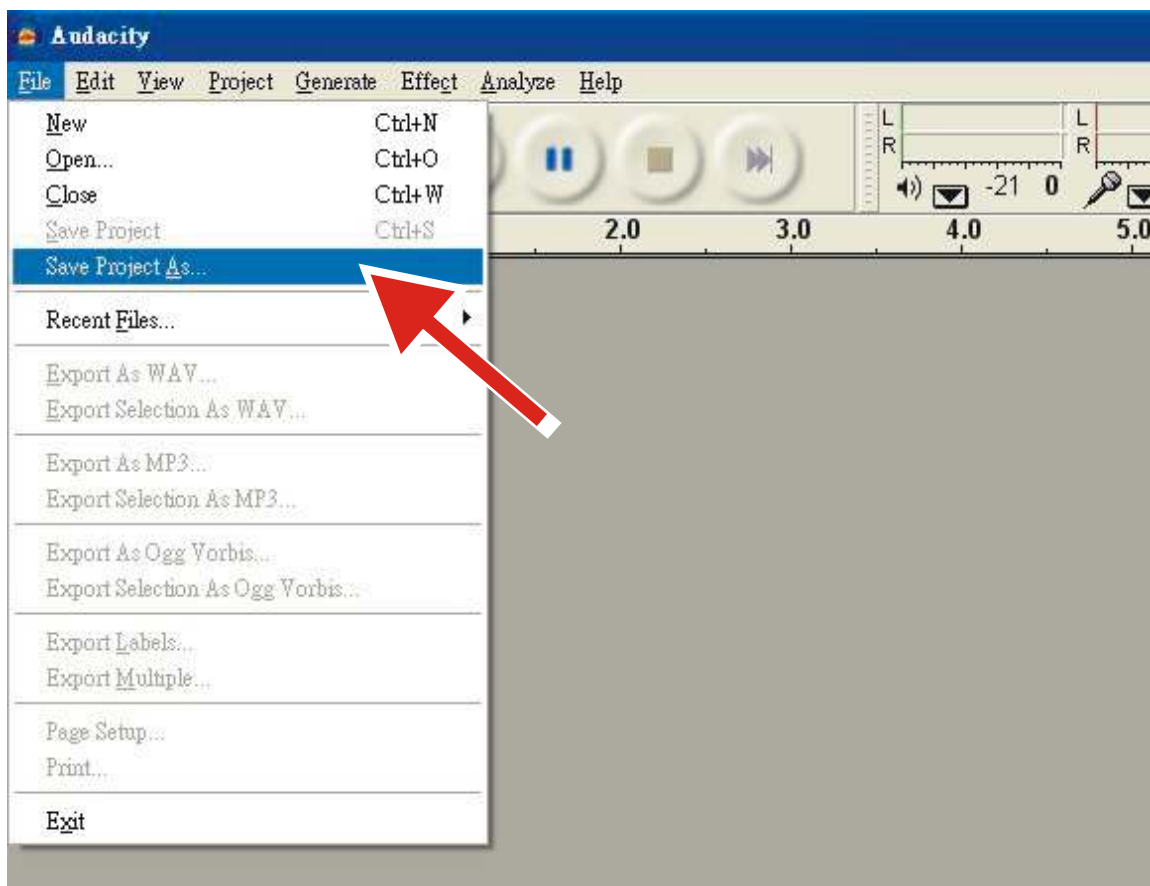 Audacity
File Edit View Project Generate Effect Analyze Help
New Ctrl+N
Open... Ctrl+O
Close Ctrl+W
Save Project Ctrl+S
Save Project As...
Recent Files...
Export As WAV...
Export Selection As WAV...
Export As MP3...
Export Selection As MP3...
Export As Ogg Vorbis...
Export Selection As Ogg Vorbis...
Export Labels...
Export Multiple...
Page Setup...
Print...
Exit
L L
R R
-21 0
2.0 3.0 4.0 5.0